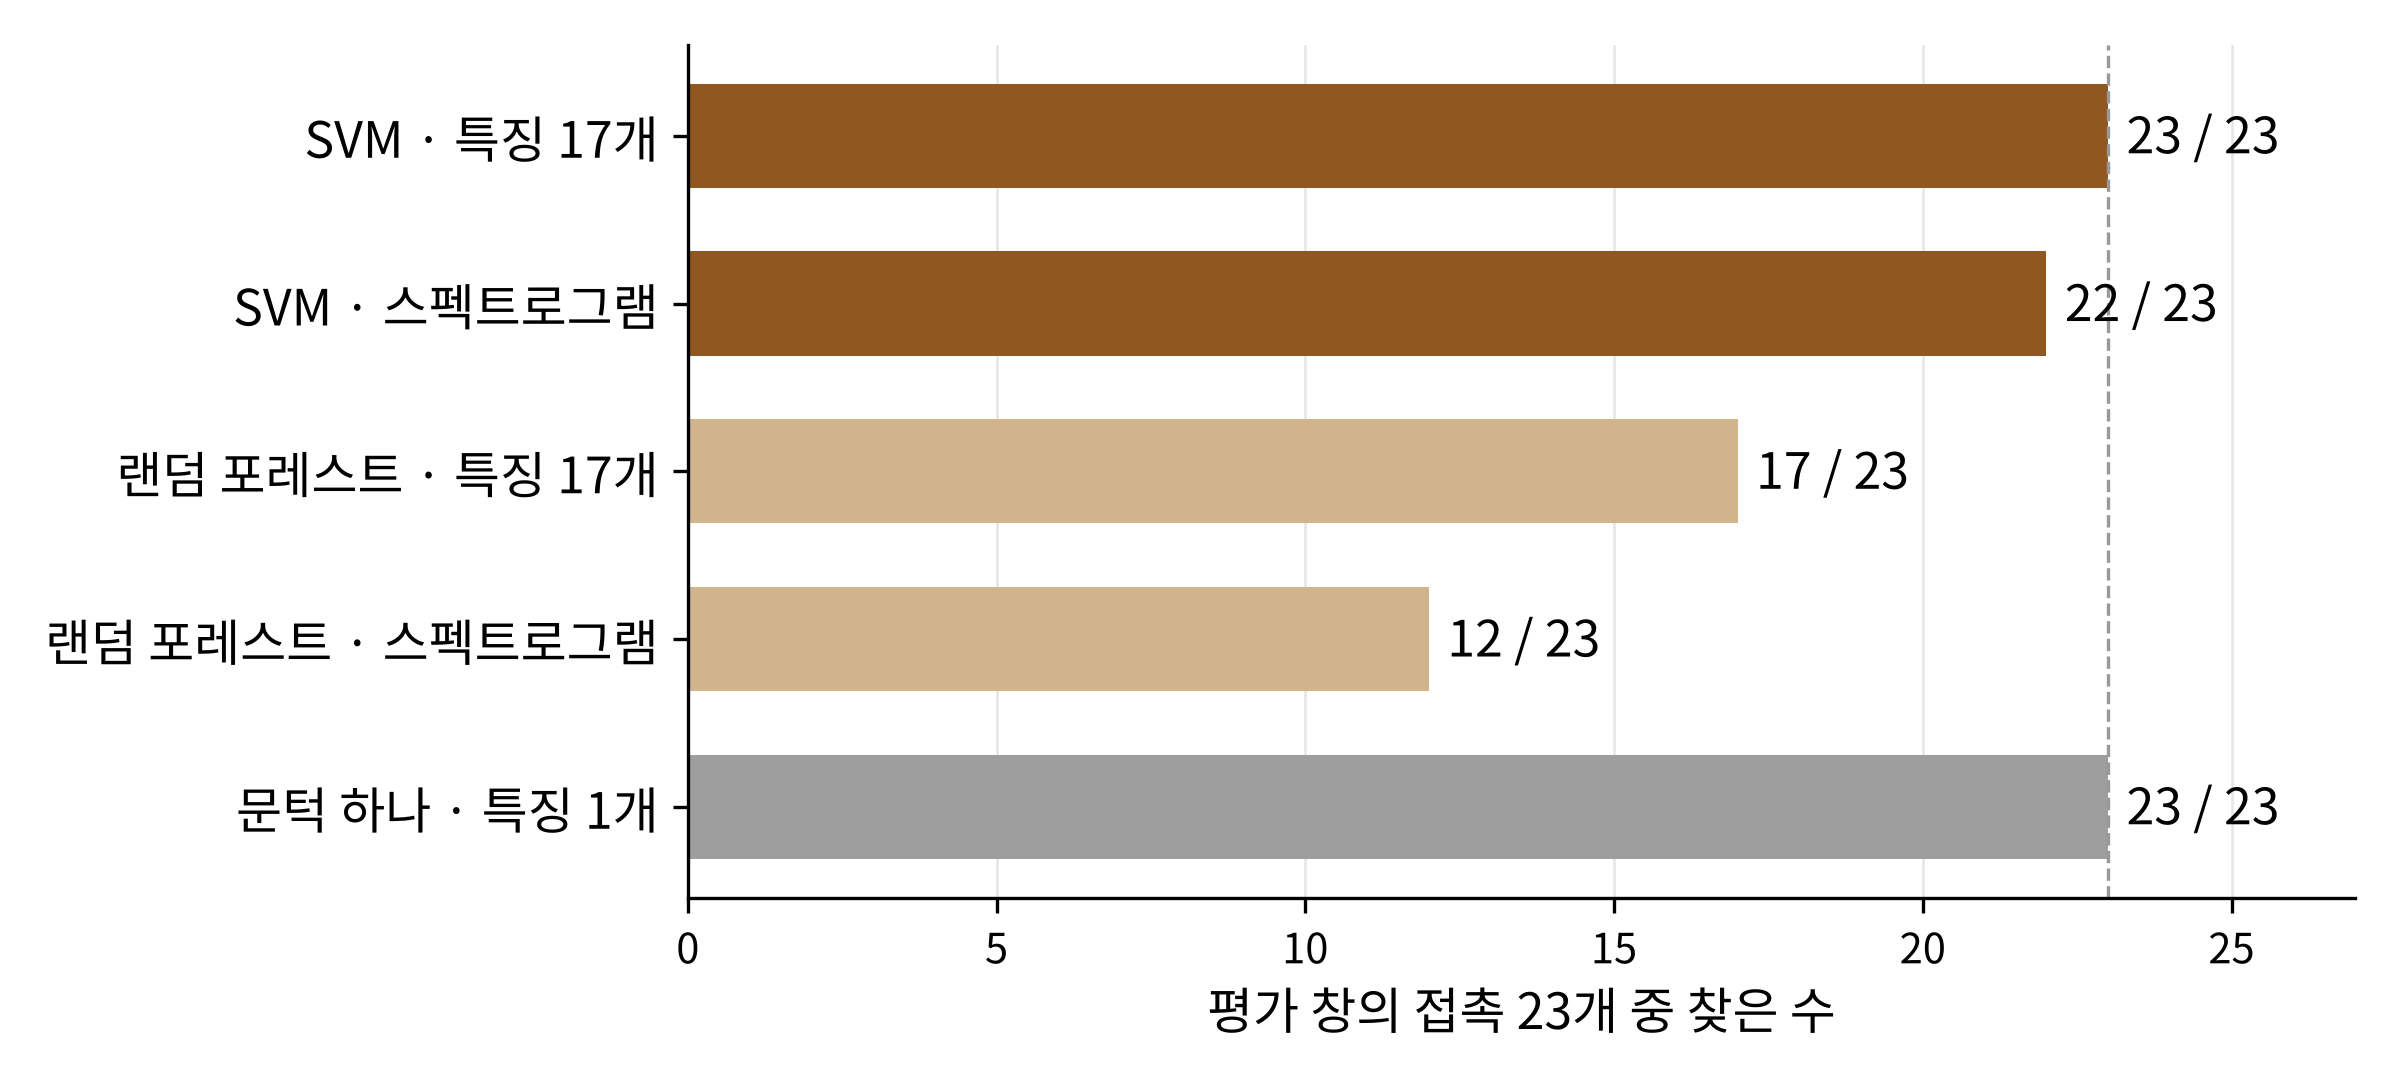 SVM · 특징 17개
23 / 23
SVM · 스펙트로그램
22 / 23
랜덤 포레스트 · 특징 17개
17 / 23
랜덤 포레스트 · 스펙트로그램
12 / 23
문턱 하나 · 특징 1개
23 / 23
0 5 10 15 20 25
평가 창의 접촉 23개 중 찾은 수